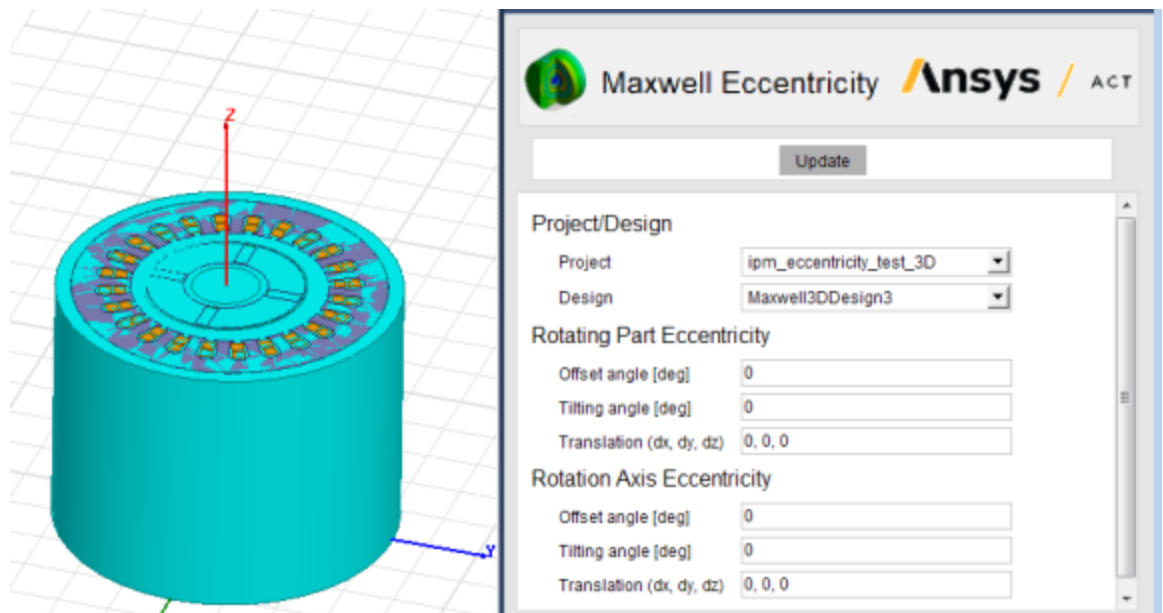 Z
Y
Maxwell Eccentricity Ansys / ACT
Update
Project/Design
Project ipm_eccentricity_test_3D
Design Maxwell3DDesign3
Rotating Part Eccentricity
Offset angle [deg] 0
Tilting angle [deg] 0
Translation (dx, dy, dz) 0, 0, 0
Rotation Axis Eccentricity
Offset angle [deg] 0
Tilting angle [deg] 0
Translation (dx, dy, dz) 0, 0, 0